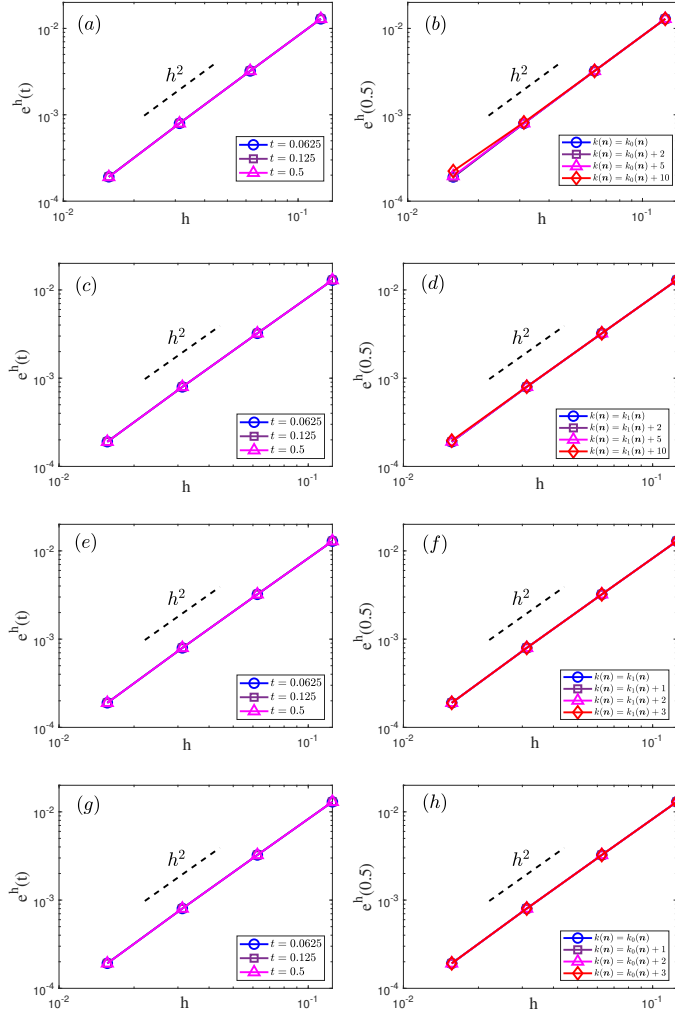 (a)
10^{-2}
10^{-3}
10^{-4}
e^h(t)
h^2
t = 0.0625
t = 0.125
t = 0.5
10^{-2}
10^{-1}
h
(b)
10^{-2}
10^{-3}
10^{-4}
e^h(0.5)
h^2
k(n) = k_0(n)
k(n) = k_0(n) + 2
k(n) = k_0(n) + 5
k(n) = k_0(n) + 10
10^{-2}
10^{-1}
h
(c)
10^{-2}
10^{-3}
10^{-4}
e^h(t)
h^2
t = 0.0625
t = 0.125
t = 0.5
10^{-2}
10^{-1}
h
(d)
10^{-2}
10^{-3}
10^{-4}
e^h(0.5)
h^2
k(n) = k_1(n)
k(n) = k_1(n) + 2
k(n) = k_1(n) + 5
k(n) = k_1(n) + 10
10^{-2}
10^{-1}
h
(e)
10^{-2}
10^{-3}
10^{-4}
e^h(t)
h^2
t = 0.0625
t = 0.125
t = 0.5
10^{-2}
10^{-1}
h
(f)
10^{-2}
10^{-3}
10^{-4}
e^h(0.5)
h^2
k(n) = k_1(n)
k(n) = k_1(n) + 1
k(n) = k_1(n) + 2
k(n) = k_1(n) + 3
10^{-2}
10^{-1}
h
(g)
10^{-2}
10^{-3}
10^{-4}
e^h(t)
h^2
t = 0.0625
t = 0.125
t = 0.5
10^{-2}
10^{-1}
h
(h)
10^{-2}
10^{-3}
10^{-4}
e^h(0.5)
h^2
k(n) = k_0(n)
k(n) = k_0(n) + 1
k(n) = k_0(n) + 2
k(n) = k_0(n) + 3
10^{-2}
10^{-1}
h